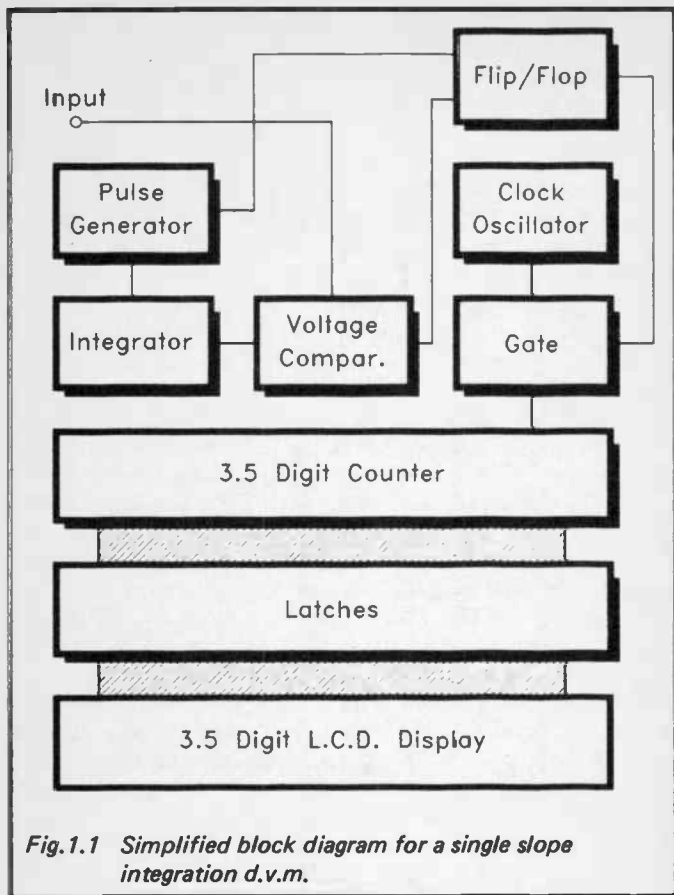 Flip/Flop
Input
Pulse
Generator
Clock
Oscillator
Integrator
Voltage
Compar.
Gate
3.5 Digit Counter
Latches
3.5 Digit L.C.D. Display
Fig.1.1 Simplified block diagram for a single slope
integration d.v.m.